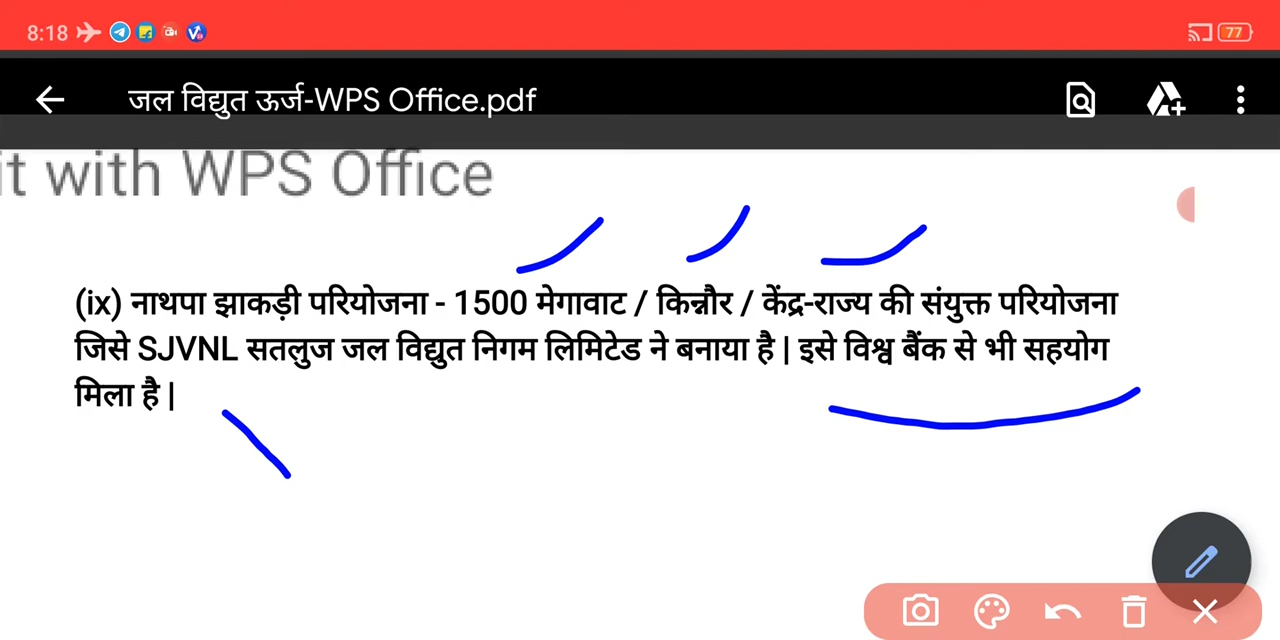 8:18 77
जल विद्युत ऊर्ज-WPS Office.pdf
it with WPS Office
(ix) नाथपा झाकड़ी परियोजना - 1500 मेगावाट / किन्नौर / केंद्र-राज्य की संयुक्त परियोजना
जिसे SJVNL सतलुज जल विद्युत निगम लिमिटेड ने बनाया है | इसे विश्व बैंक से भी सहयोग
मिला है |